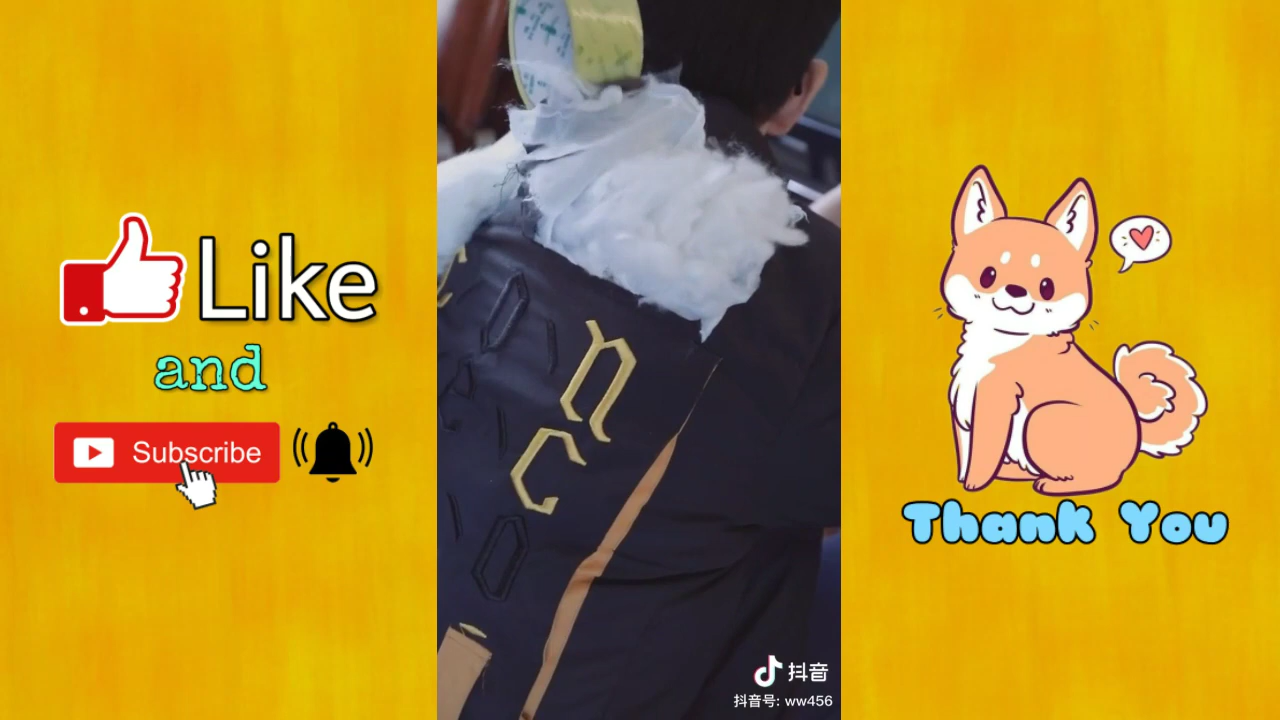 Like
and
Subscribe
n
c
抖音
抖音号: ww456
Thank You